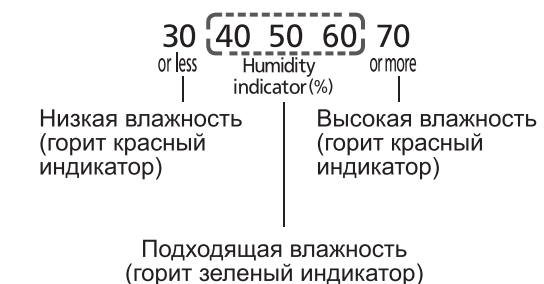 30 40 50 60 70
or less Humidity or more
indicator (%)
Низкая влажность
(горит красный
индикатор)
Высокая влажность
(горит красный
индикатор)
Подходящая влажность
(горит зеленый индикатор)